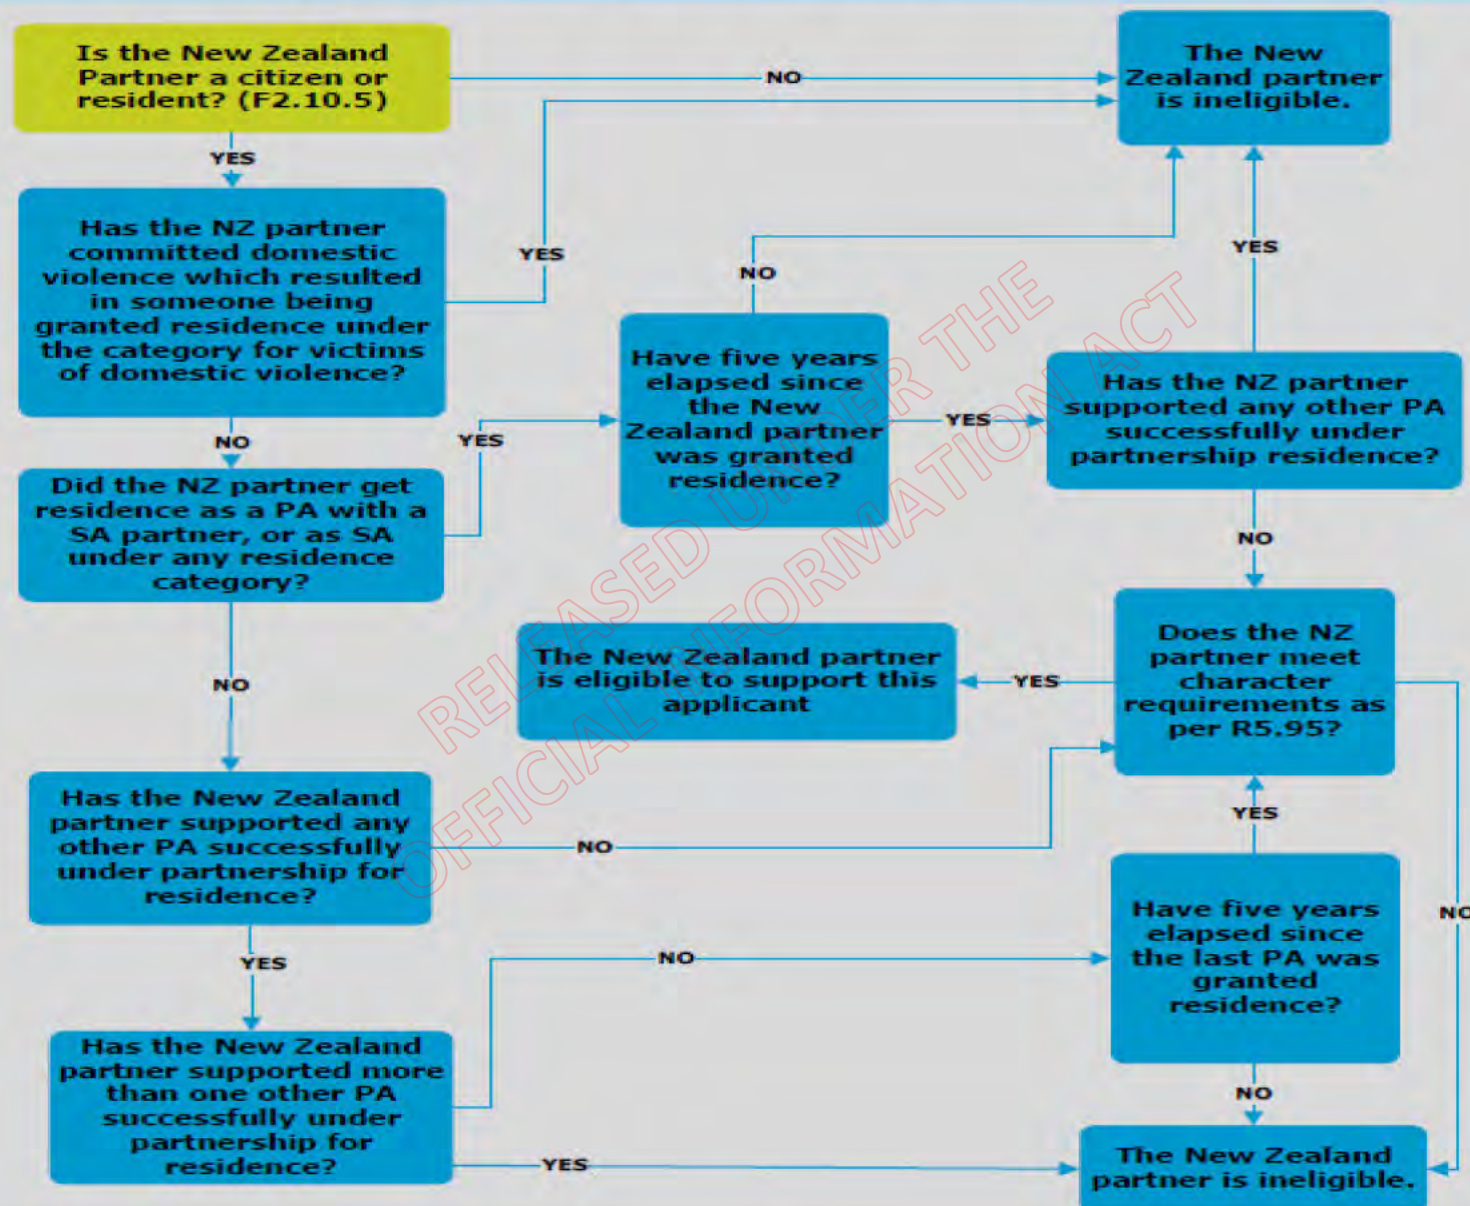 Is the New Zealand
Partner a citizen or
resident? (F2.10.5)
NO
The New
Zealand partner
is ineligible.
YES
Has the NZ partner
committed domestic
violence which resulted
in someone being
granted residence under
the category for victims
of domestic violence?
YES
NO
YES
Have five years
elapsed since
the New
Zealand partner
was granted
residence?
YES
Has the NZ partner
supported any other PA
successfully under
partnership residence?
NO
YES
Did the NZ partner get
residence as a PA with a
SA partner, or as SA
under any residence
category?
NO
RELEASED UNDER THE
OFFICIAL INFORMATION ACT
The New Zealand partner
is eligible to support this
applicant
YES
Does the NZ
partner meet
character
requirements as
per R5.95?
NO
NO
Has the New Zealand
partner supported any
other PA successfully
under partnership for
residence?
NO
YES
Have five years
elapsed since
the last PA was
granted
residence?
NO
YES
NO
Has the New Zealand
partner supported more
than one other PA
successfully under
partnership for
residence?
YES
NO
The New Zealand
partner is ineligible.